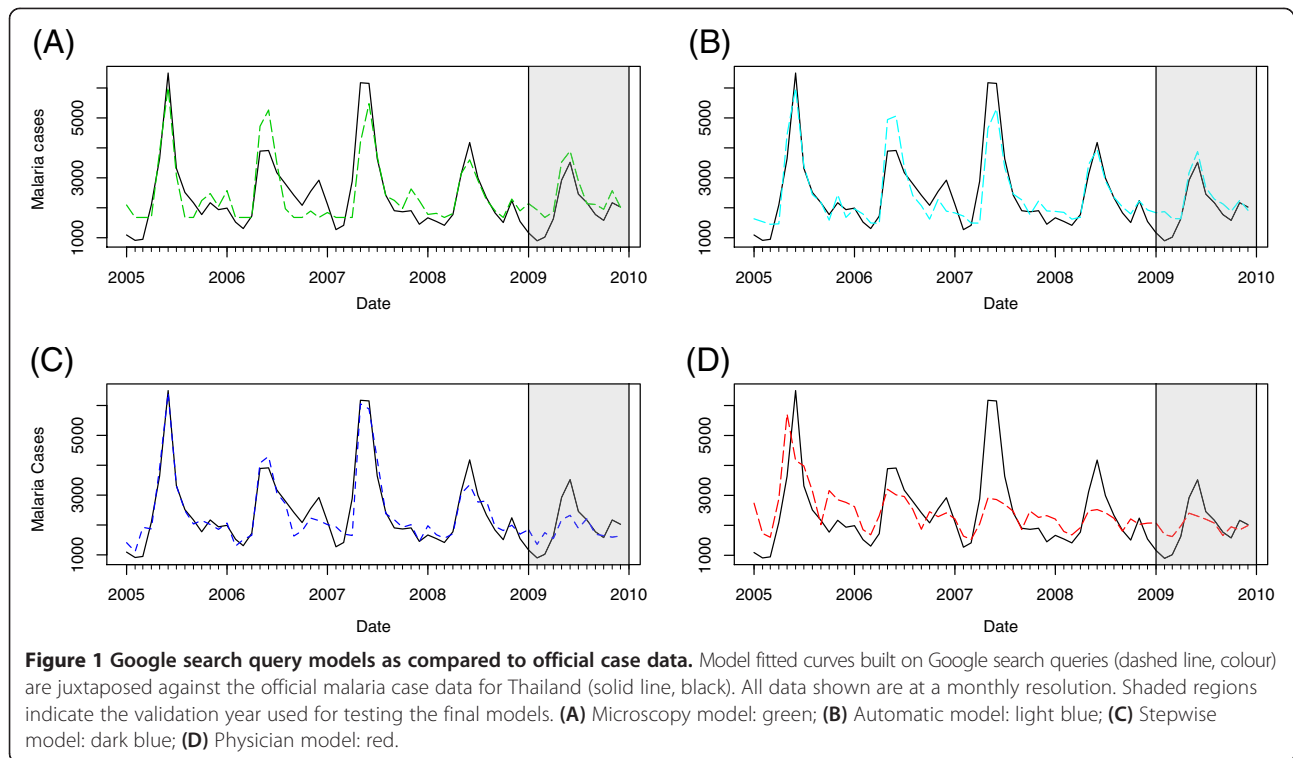 (A)
Malaria cases
5000
3000
1000
2005 2006 2007 2008 2009 2010
Date
(B)
5000
3000
1000
2005 2006 2007 2008 2009 2010
Date
(C)
Malaria Cases
5000
3000
1000
2005 2006 2007 2008 2009 2010
Date
(D)
5000
3000
1000
2005 2006 2007 2008 2009 2010
Date
Figure 1 Google search query models as compared to official case data. Model fitted curves built on Google search queries (dashed line, colour)
are juxtaposed against the official malaria case data for Thailand (solid line, black). All data shown are at a monthly resolution. Shaded regions
indicate the validation year used for testing the final models. (A) Microscopy model: green; (B) Automatic model: light blue; (C) Stepwise
model: dark blue; (D) Physician model: red.